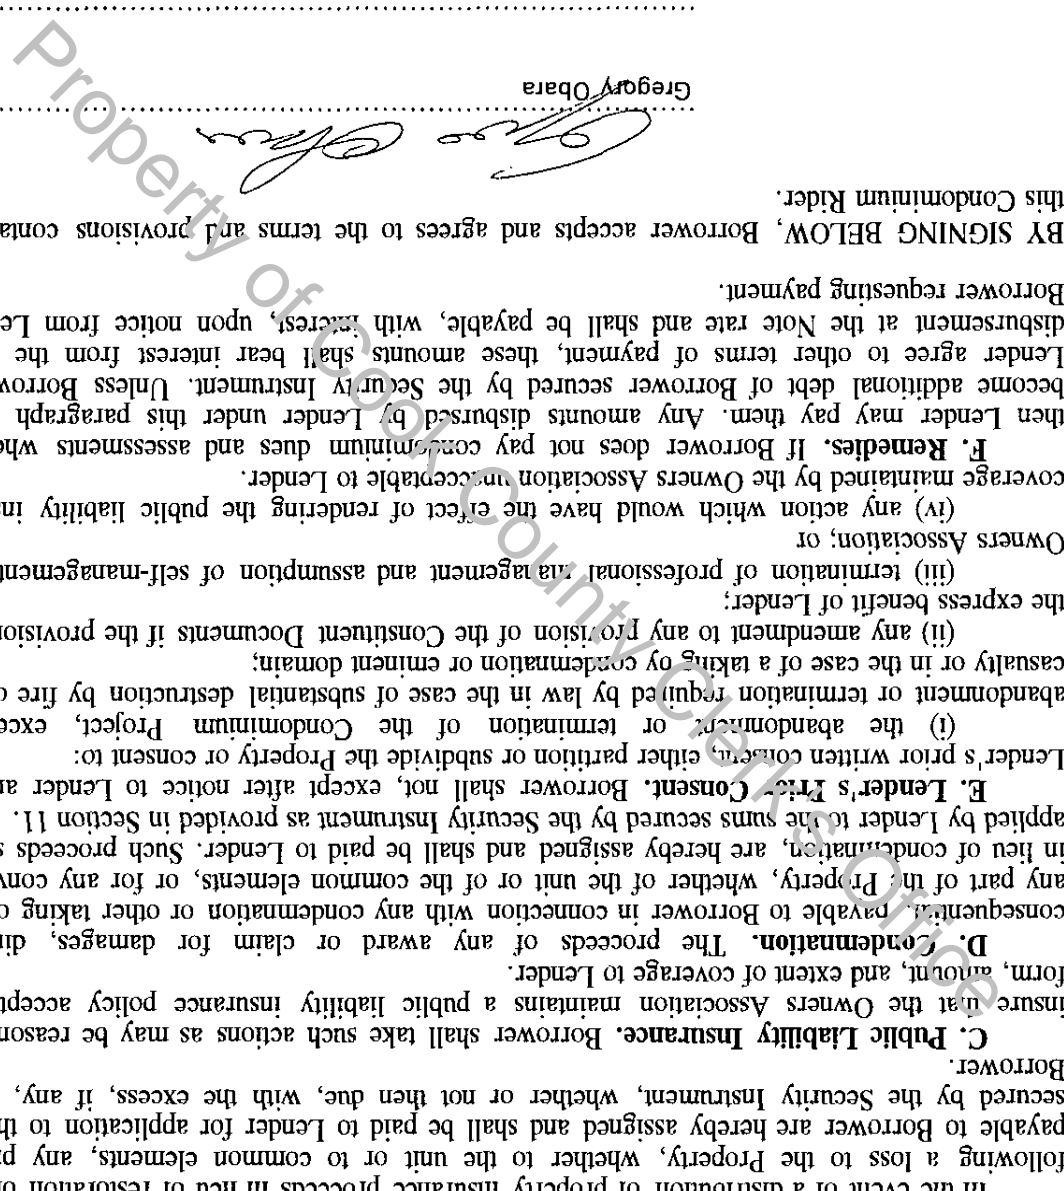 In the event of a distribution of property insurance proceeds in lieu of restoration or
following a loss to the Property, whether to the unit or to common elements, any pr
payable to Borrower are hereby assigned and shall be paid to Lender for application to th
secured by the Security Instrument, whether or not then due, with the excess, if any,
Borrower.
C. Public Liability Insurance. Borrower shall take such actions as may be reason
insure that the Owners Association maintains a public liability insurance policy accept
form, amount, and extent of coverage to Lender.
D. Condemnation. The proceeds of any award or claim for damages, dir
consequential, payable to Borrower in connection with any condemnation or other taking o
any part of the Property, whether of the unit or of the common elements, or for any conv
in lieu of condemnation, are hereby assigned and shall be paid to Lender. Such proceeds s
applied by Lender to the sums secured by the Security Instrument as provided in Section 11.
E. Lender's Prior Consent. Borrower shall not, except after notice to Lender an
Lender's prior written consent, either partition or subdivide the Property or consent to:
(i) the abandonment or termination of the Condominium Project, exce
abandonment or termination required by law in the case of substantial destruction by fire o
casualty or in the case of a taking by condemnation or eminent domain;
(ii) any amendment to any provision of the Constituent Documents if the provision
the express benefit of Lender;
(iii) termination of professional management and assumption of self-management
Owners Association; or
(iv) any action which would have the effect of rendering the public liability in
coverage maintained by the Owners Association unacceptable to Lender.
F. Remedies. If Borrower does not pay condominium dues and assessments whe
then Lender may pay them. Any amounts disbursed by Lender under this paragraph
become additional debt of Borrower secured by the Security Instrument. Unless Borrow
Lender agree to other terms of payment, these amounts shall bear interest from the
disbursement at the Note rate and shall be payable, with interest, upon notice from Le
Borrower requesting payment.
BY SIGNING BELOW, Borrower accepts and agrees to the terms and provisions conta
this Condominium Rider.
Gregory Obara
Property of Cook County Clerk's Office